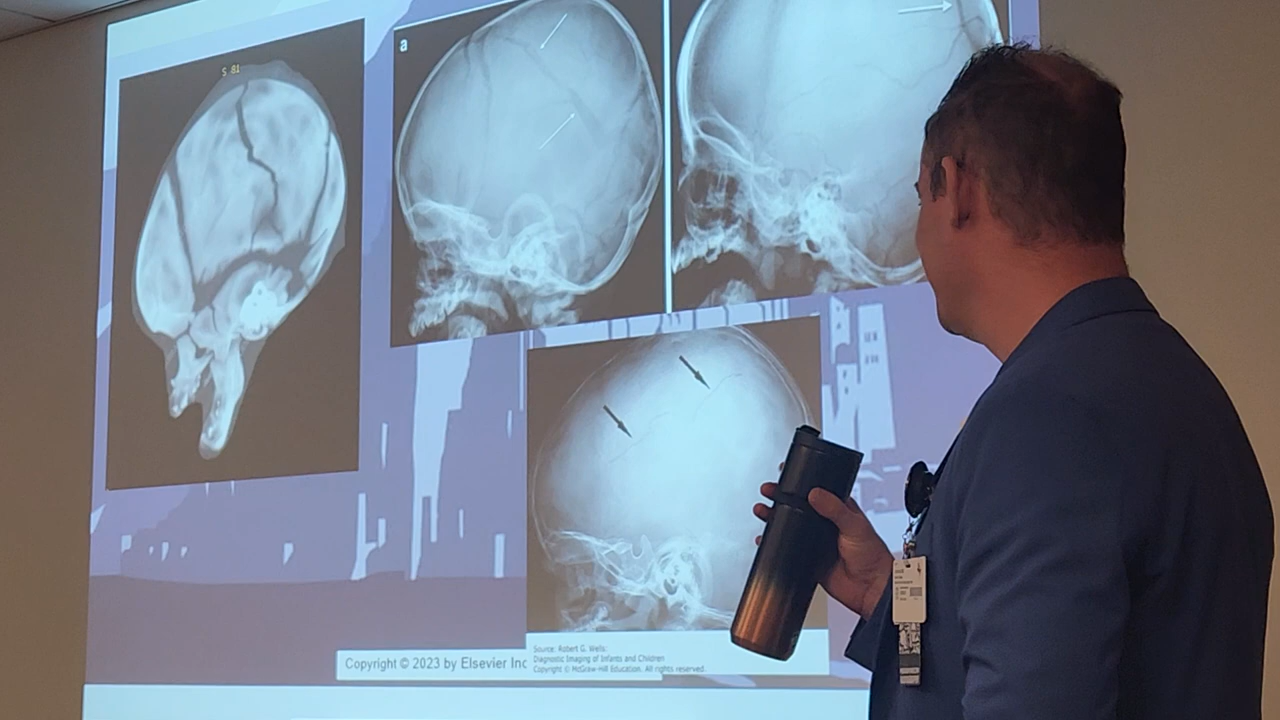 S 81
a
Copyright © 2023 by Elsevier Inc
Source: Robert G. Wells:
Diagnostic Imaging of Infants and Children
Copyright © McGraw-Hill Education. All rights reserved.